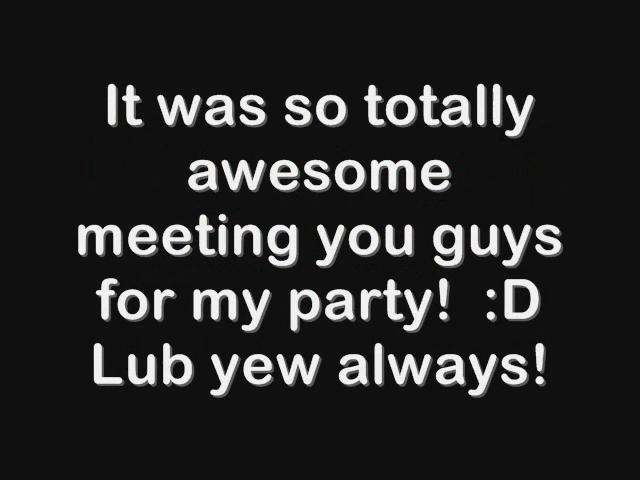 It was so totally
awesome
meeting you guys
for my party!  :D
Lub yew always!